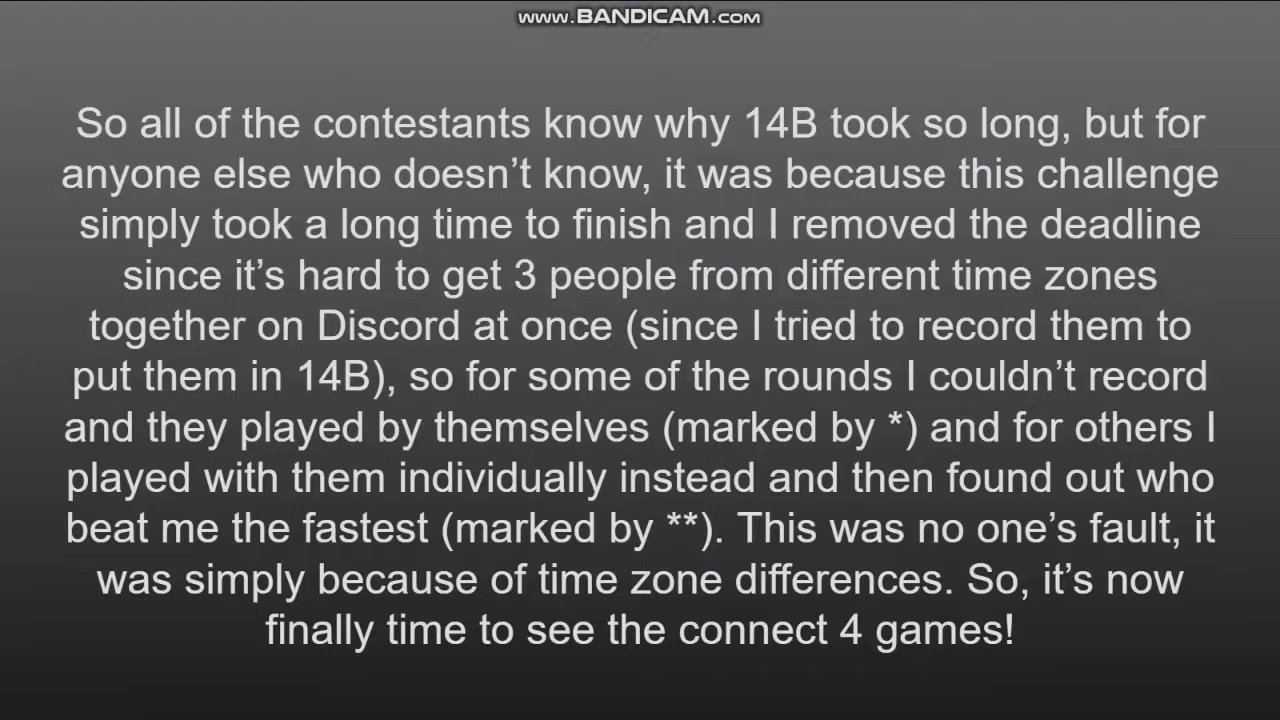 www.BANDICAM.com
So all of the contestants know why 14B took so long, but for
anyone else who doesn’t know, it was because this challenge
simply took a long time to finish and I removed the deadline
since it’s hard to get 3 people from different time zones
together on Discord at once (since I tried to record them to
put them in 14B), so for some of the rounds I couldn’t record
and they played by themselves (marked by *) and for others I
played with them individually instead and then found out who
beat me the fastest (marked by **). This was no one’s fault, it
was simply because of time zone differences. So, it’s now
finally time to see the connect 4 games!